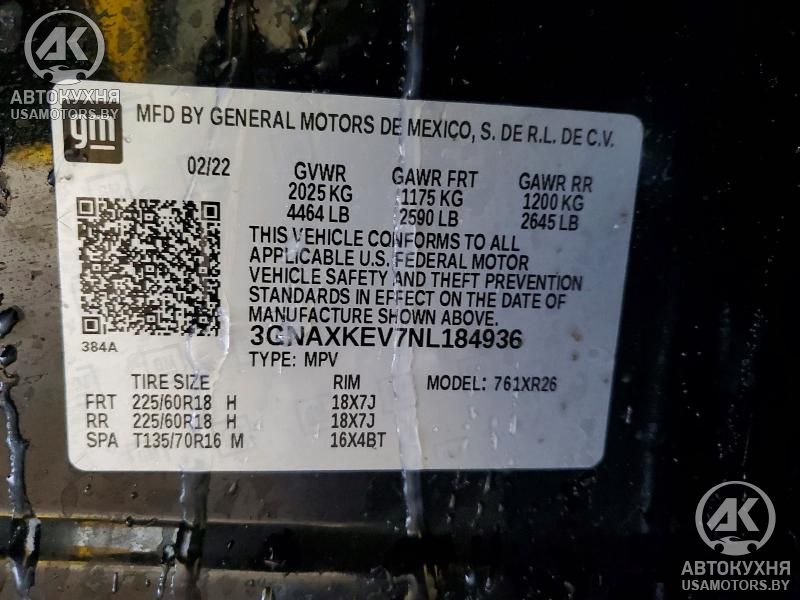 AK
АВТОКУХНЯ
USAMOTORS.BY
gm
MFD BY GENERAL MOTORS DE MEXICO, S. DE R.L. DE C.V.
02/22 GVWR GAWR FRT GAWR RR
2025 KG 1175 KG 1200 KG
4464 LB 2590 LB 2645 LB
THIS VEHICLE CONFORMS TO ALL
APPLICABLE U.S. FEDERAL MOTOR
VEHICLE SAFETY AND THEFT PREVENTION
STANDARDS IN EFFECT ON THE DATE OF
MANUFACTURE SHOWN ABOVE.
384A
3GNAXKEV7NL184936
TYPE: MPV
TIRE SIZE RIM MODEL: 761XR26
FRT 225/60R18 H 18X7J
RR 225/60R18 H 18X7J
SPA T135/70R16 M 16X4BT
AK
АВТОКУХНЯ
USAMOTORS.BY